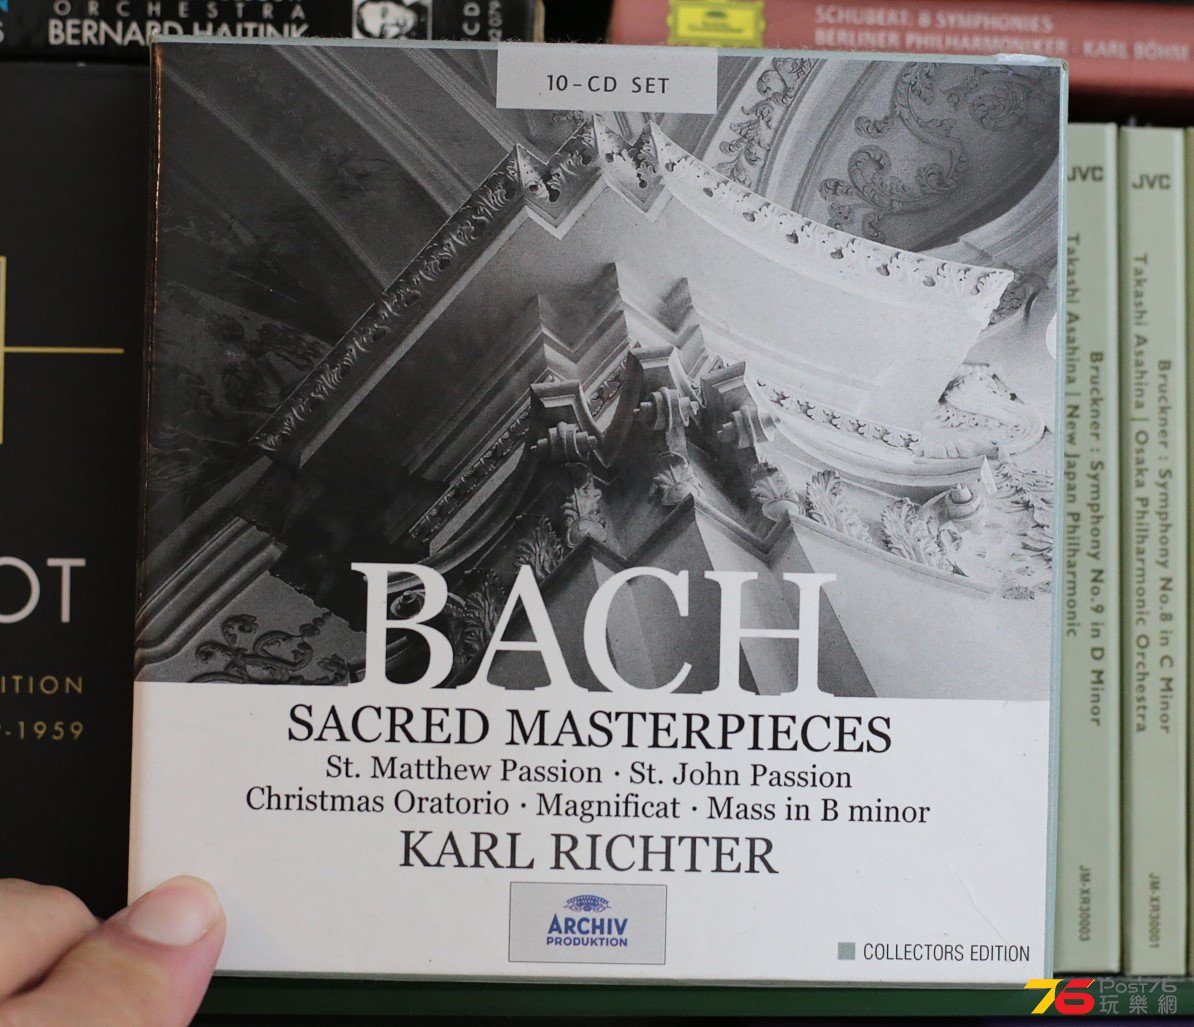 ORCHESTRA
BERNARD HAITINK
CD
SCHUBERT: 8 SYMPHONIES
BERLINER PHILHARMONIKER · KARL BÖHM
10-CD SET
BACH
SACRED MASTERPIECES
St. Matthew Passion · St. John Passion
Christmas Oratorio · Magnificat · Mass in B minor
KARL RICHTER
ARCHIV
PRODUKTION
COLLECTORS EDITION
OT
ITION
-1959
JVC
Bruckner : Symphony No.9 in D Minor
Takashi Asahina | New Japan Philharmonic
JM-XR30003
JVC
Bruckner : Symphony No.8 in C Minor
Takashi Asahina | Osaka Philharmonic Orchestra
JM-XR30001
76 Post76
玩樂網